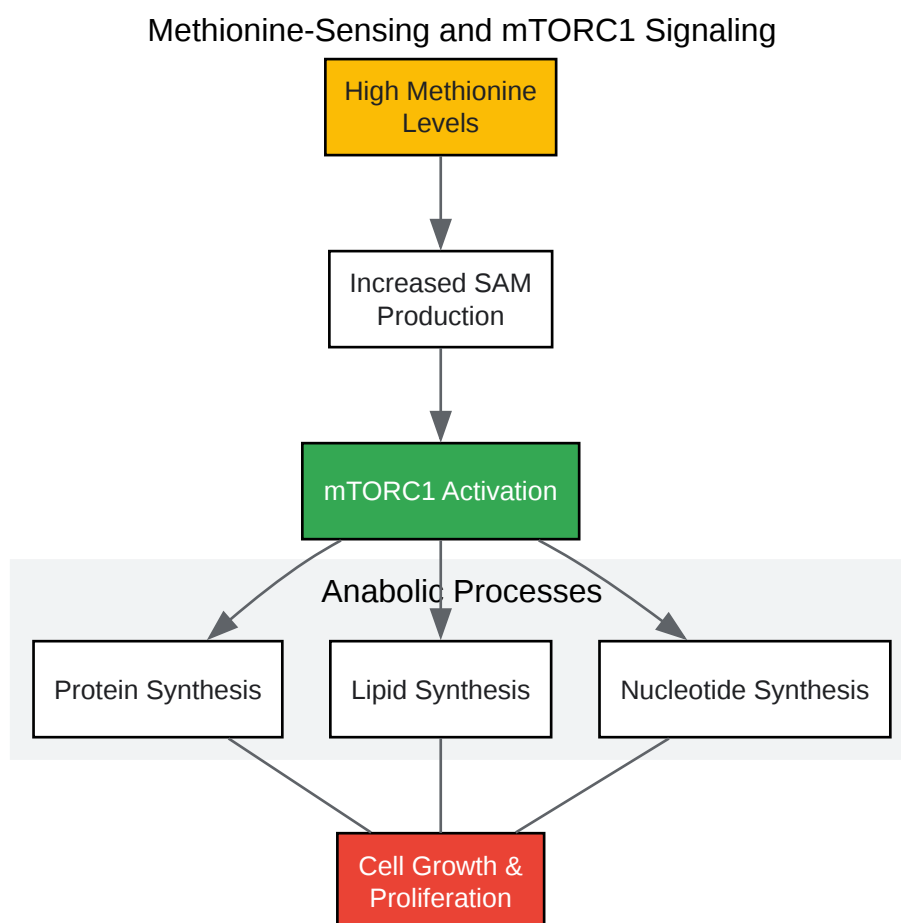 Methionine-Sensing and mTORC1 Signaling
High Methionine
Levels
Increased SAM
Production
mTORC1 Activation
Anabolic Processes
Protein Synthesis
Lipid Synthesis
Nucleotide Synthesis
Cell Growth &
Proliferation